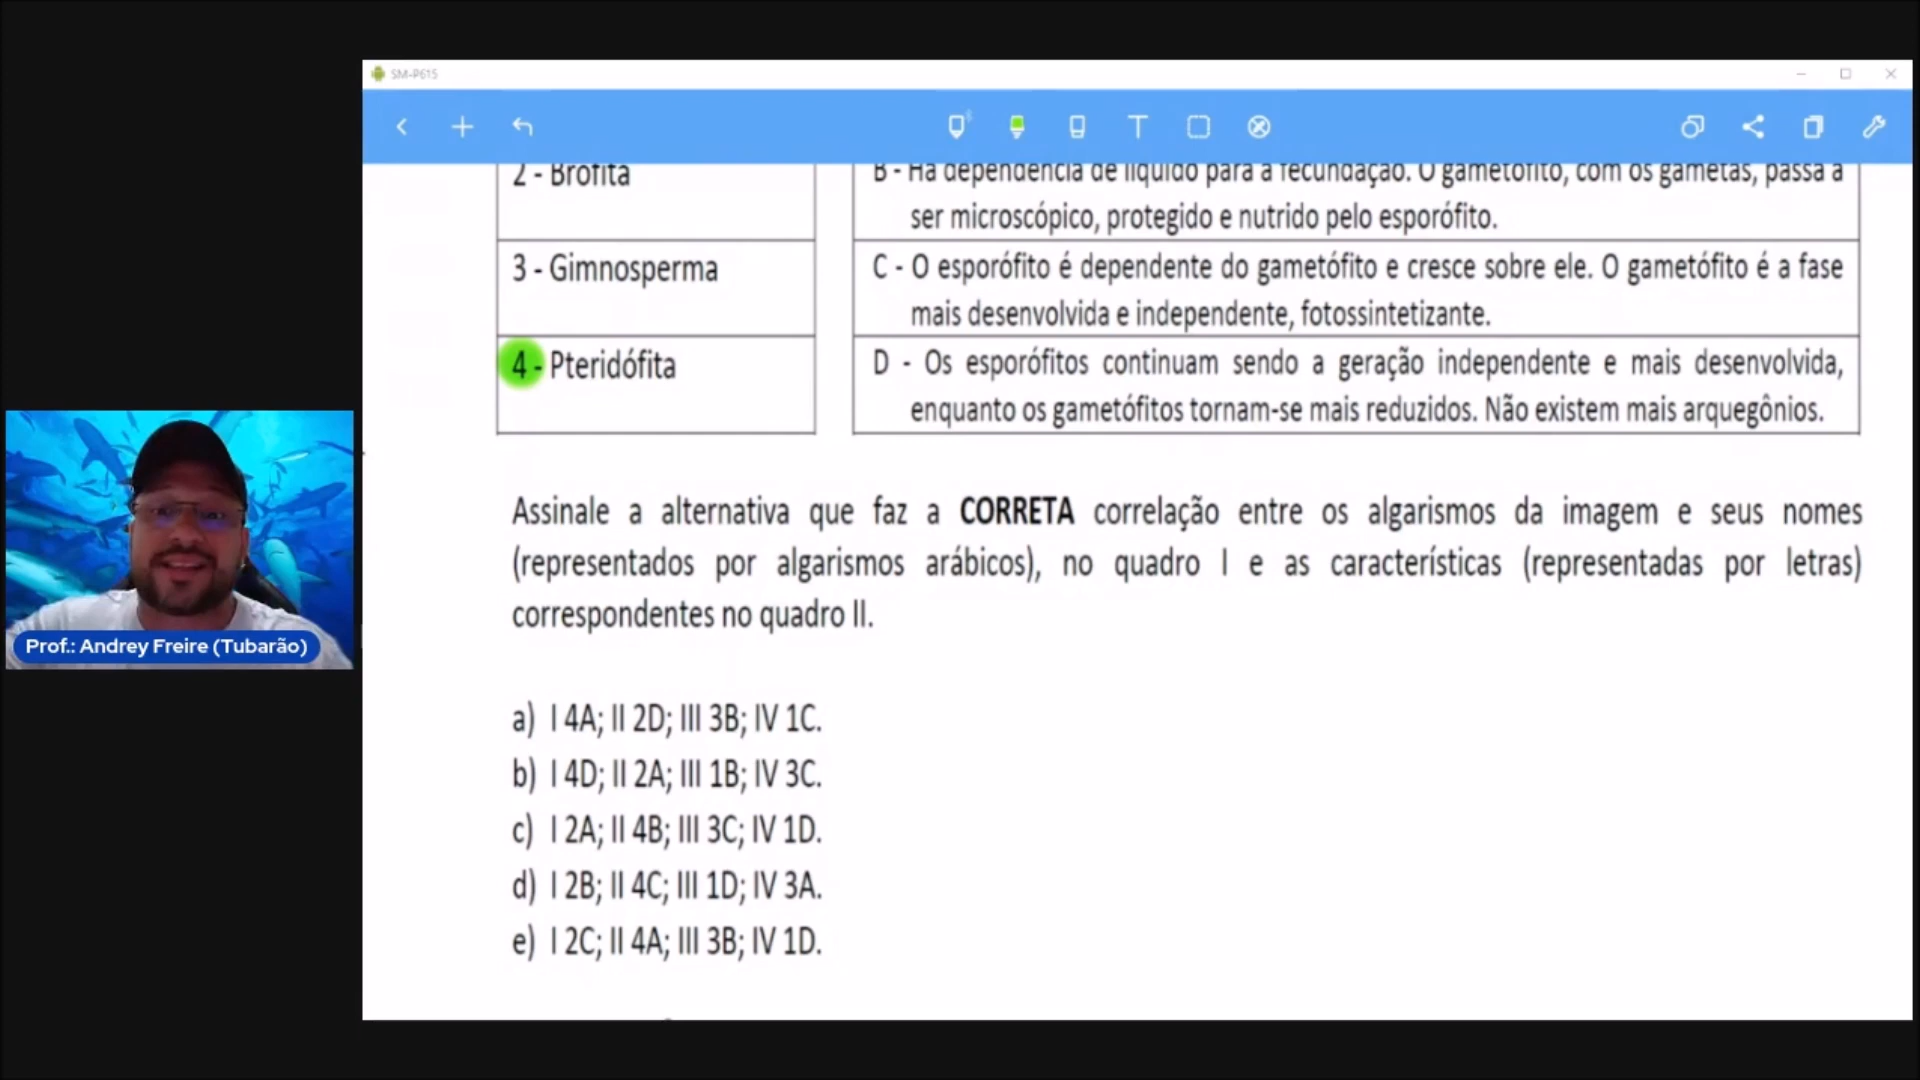 SM-P615
2 - Brófita
B - Há dependência de líquido para a fecundação. O gametófito, com os gametas, passa a
ser microscópico, protegido e nutrido pelo esporófito.
3 - Gimnosperma
C - O esporófito é dependente do gametófito e cresce sobre ele. O gametófito é a fase
mais desenvolvida e independente, fotossintetizante.
4 - Pteridófita
D - Os esporófitos continuam sendo a geração independente e mais desenvolvida,
enquanto os gametófitos tornam-se mais reduzidos. Não existem mais arquegônios.
Assinale a alternativa que faz a CORRETA correlação entre os algarismos da imagem e seus nomes
(representados por algarismos arábicos), no quadro I e as características (representadas por letras)
correspondentes no quadro II.
a) I 4A; II 2D; III 3B; IV 1C.
b) I 4D; II 2A; III 1B; IV 3C.
c) I 2A; II 4B; III 3C; IV 1D.
d) I 2B; II 4C; III 1D; IV 3A.
e) I 2C; II 4A; III 3B; IV 1D.
Prof.: Andrey Freire (Tubarão)